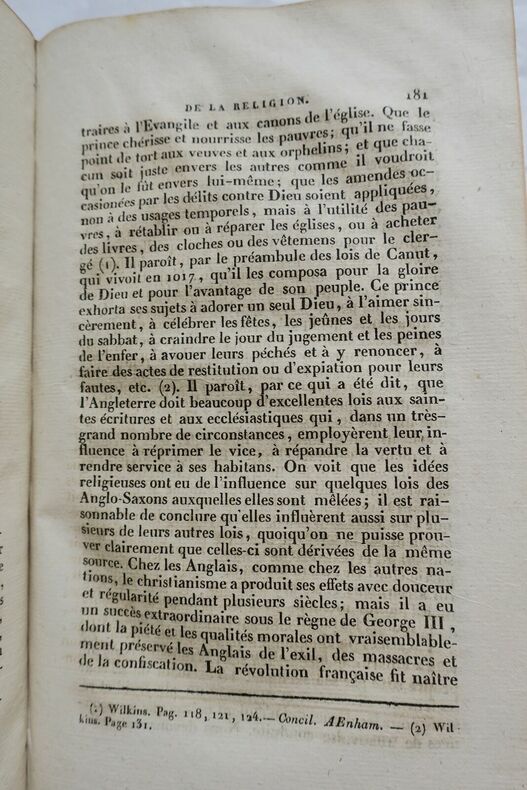 DE LA RELIGION. 181
traires à l'Evangile et aux canons de l'église. Que le
prince chérisse et nourrisse les pauvres; qu'il ne fasse
point de tort aux veuves et aux orphelins; et que cha-
cun soit juste envers les autres comme il voudroit
qu'on le fût envers lui-même; que les amendes oc-
casionées par les délits contre Dieu soient appliquées,
non à des usages temporels, mais à l'utilité des pau-
vres, à rétablir ou à réparer les églises, ou à acheter
des livres, des cloches ou des vêtemens pour le cler-
gé (1). Il paroît, par le préambule des lois de Canut,
qui vivoit en 1017, qu'il les composa pour la gloire
de Dieu et pour l'avantage de son peuple. Ce prince
exhorta ses sujets à adorer un seul Dieu, à l'aimer sin-
cèrement, à célébrer les fêtes, les jeûnes et les jours
du sabbat, à craindre le jour du jugement et les peines
de l'enfer, à avouer leurs péchés et à y renoncer, à
faire des actes de restitution ou d'expiation pour leurs
fautes, etc. (2). Il paroît, par ce qui a été dit, que
l'Angleterre doit beaucoup d'excellentes lois aux sain-
tes écritures et aux ecclésiastiques qui, dans un très-
grand nombre de circonstances, employèrent leur in-
fluence à réprimer le vice, à répandre la vertu et à
rendre service à ses habitans. On voit que les idées
religieuses ont eu de l'influence sur quelques lois des
Anglo-Saxons auxquelles elles sont mêlées; il est rai-
sonnable de conclure qu'elles influèrent aussi sur plu-
sieurs de leurs autres lois, quoiqu'on ne puisse prou-
ver clairement que celles-ci sont dérivées de la même
source. Chez les Anglais, comme chez les autres na-
tions, le christianisme a produit ses effets avec douceur
et régularité pendant plusieurs siècles; mais il a eu
un succès extraordinaire sous le règne de George III,
dont la piété et les qualités morales ont vraisemblable-
ment préservé les Anglais de l'exil, des massacres et
de la confiscation. La révolution française fit naître
(1) Wilkins. Pag. 118, 121, 124. — Concil. AEnham. — (2) Wil-
kins. Page 131.